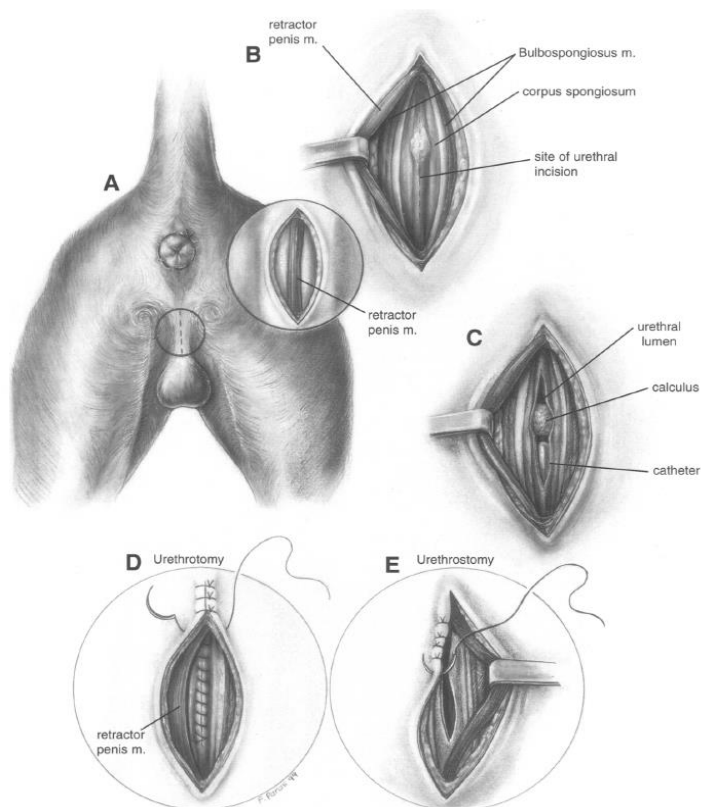 retractor
penis m.
B
Bulbospongiosus m.
corpus spongiosum
site of urethral
incision
A
retractor
penis m.
C
urethral
lumen
calculus
catheter
D
Urethrotomy
E
Urethrostomy
retractor
penis m.